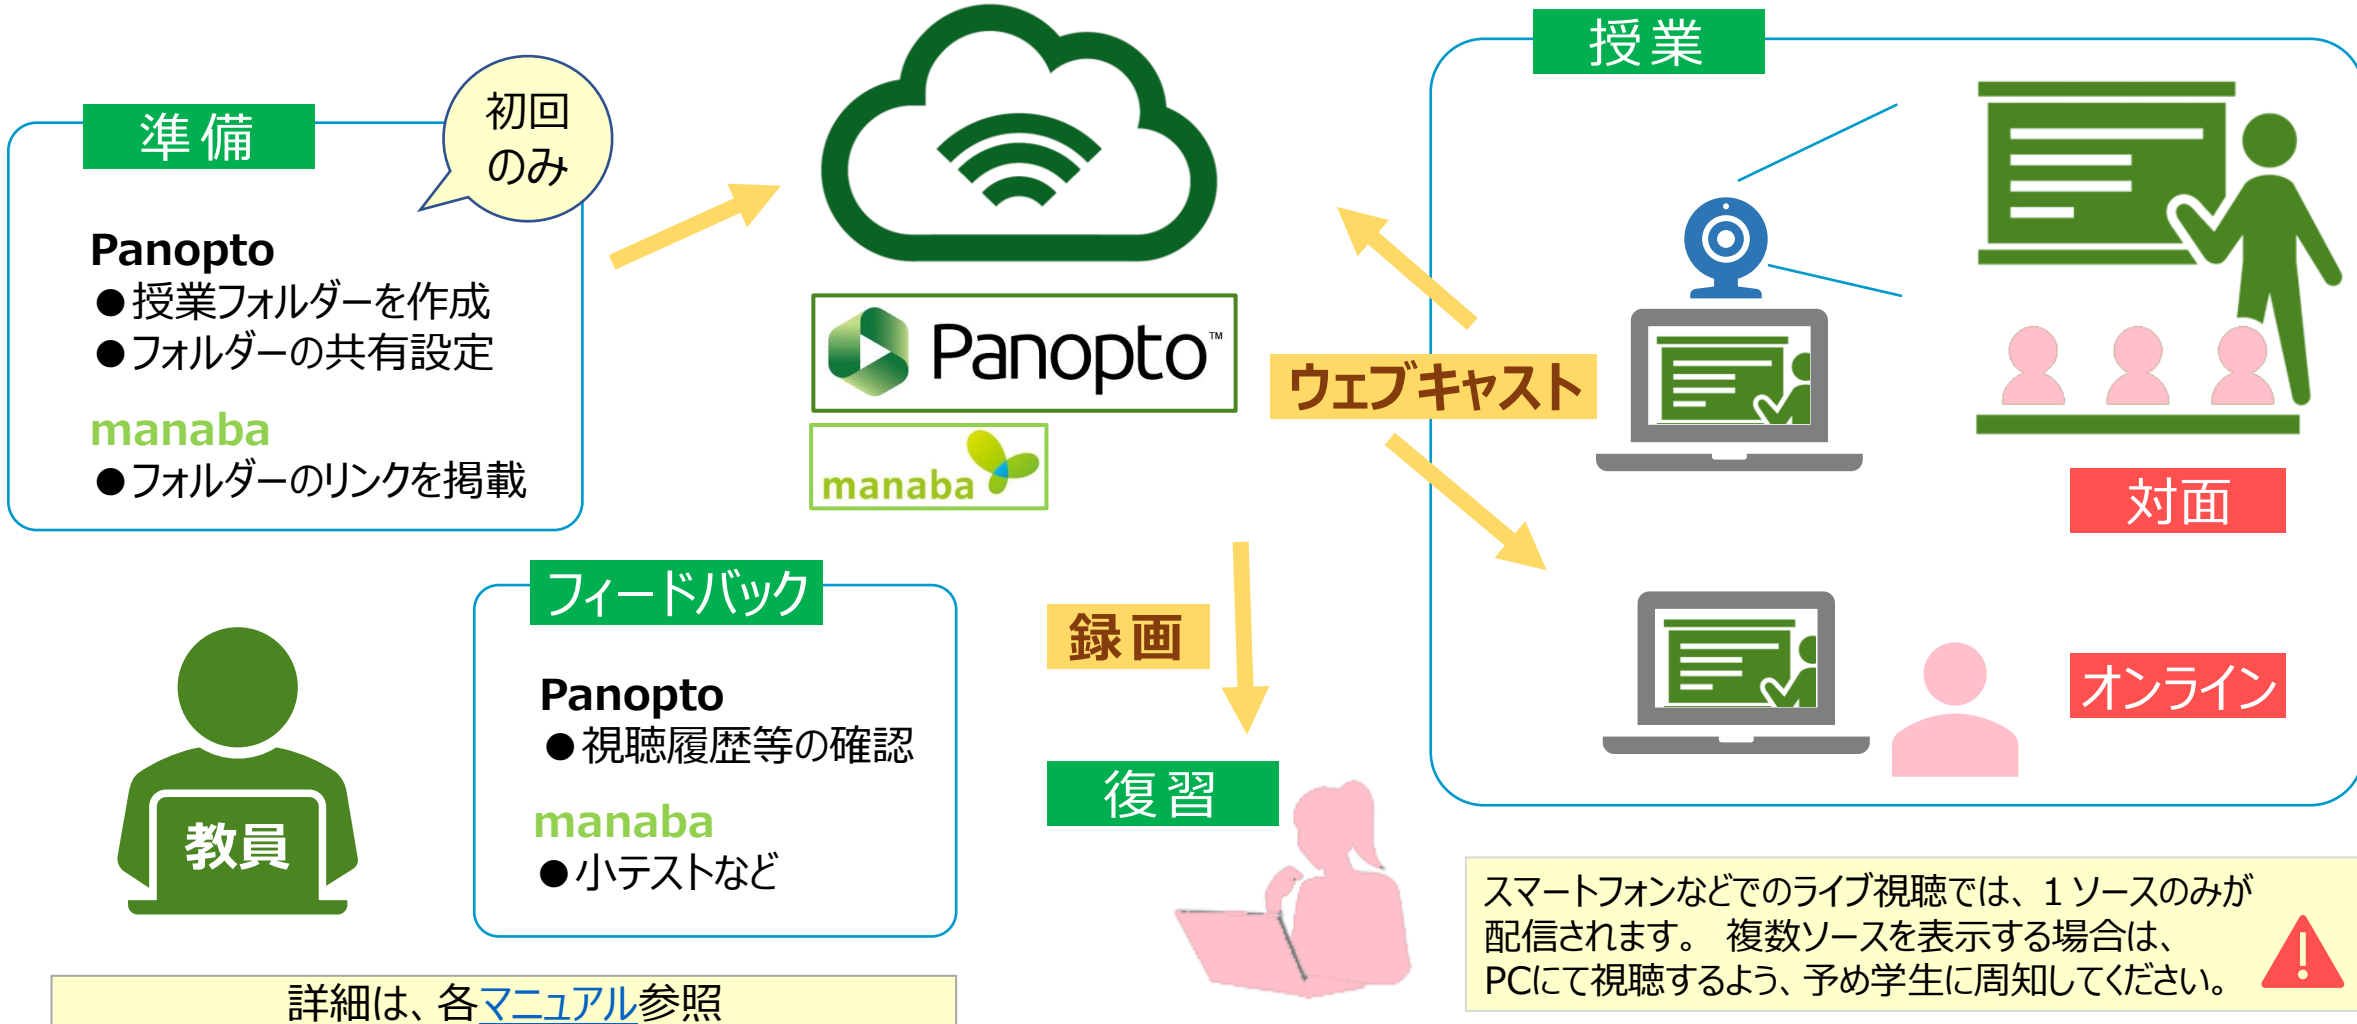 準備
初回
のみ
Panopto
●授業フォルダーを作成
●フォルダーの共有設定
manaba
●フォルダーのリンクを掲載
Panopto™
manaba
授業
ウェブキャスト
対面
オンライン
フィードバック
Panopto
●視聴履歴等の確認
manaba
●小テストなど
教員
録画
復習
詳細は、各マニュアル参照
スマートフォンなどでのライブ視聴では、１ソースのみが
配信されます。 複数ソースを表示する場合は、
PCにて視聴するよう、予め学生に周知してください。